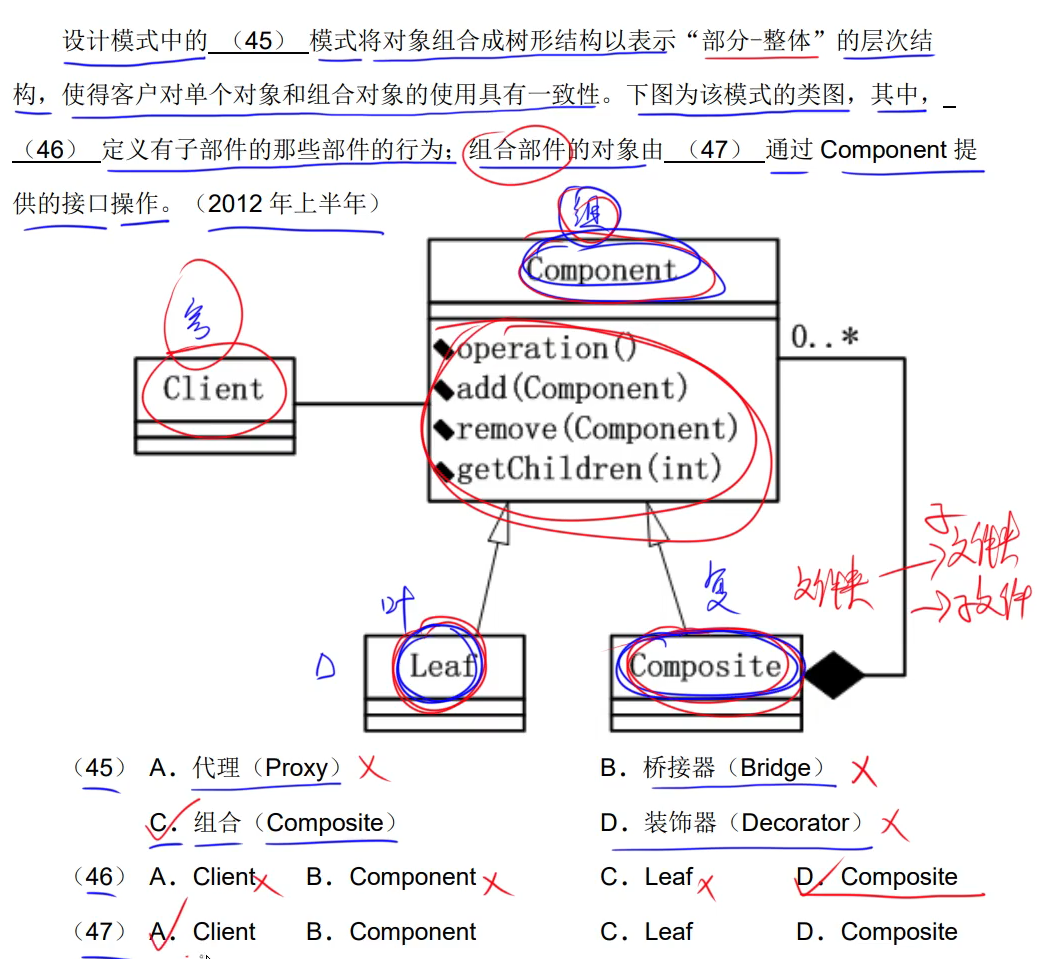 设计模式中的 （45） 模式将对象组合成树形结构以表示“部分-整体”的层次结
构，使得客户对单个对象和组合对象的使用具有一致性。下图为该模式的类图，其中，
（46） 定义有子部件的那些部件的行为；组合部件的对象由 （47） 通过 Component 提
供的接口操作。（2012 年上半年）
组
Component
客
0..*
operation()
Client
add(Component)
remove(Component)
getChildren(int)
子
文件夹
文件夹
子文件
叶
复
D
Leaf
Composite
（45） A．代理（Proxy） B．桥接器（Bridge）
C．组合（Composite） D．装饰器（Decorator）
（46） A．Client B．Component C．Leaf D．Composite
（47） A．Client B．Component C．Leaf D．Composite